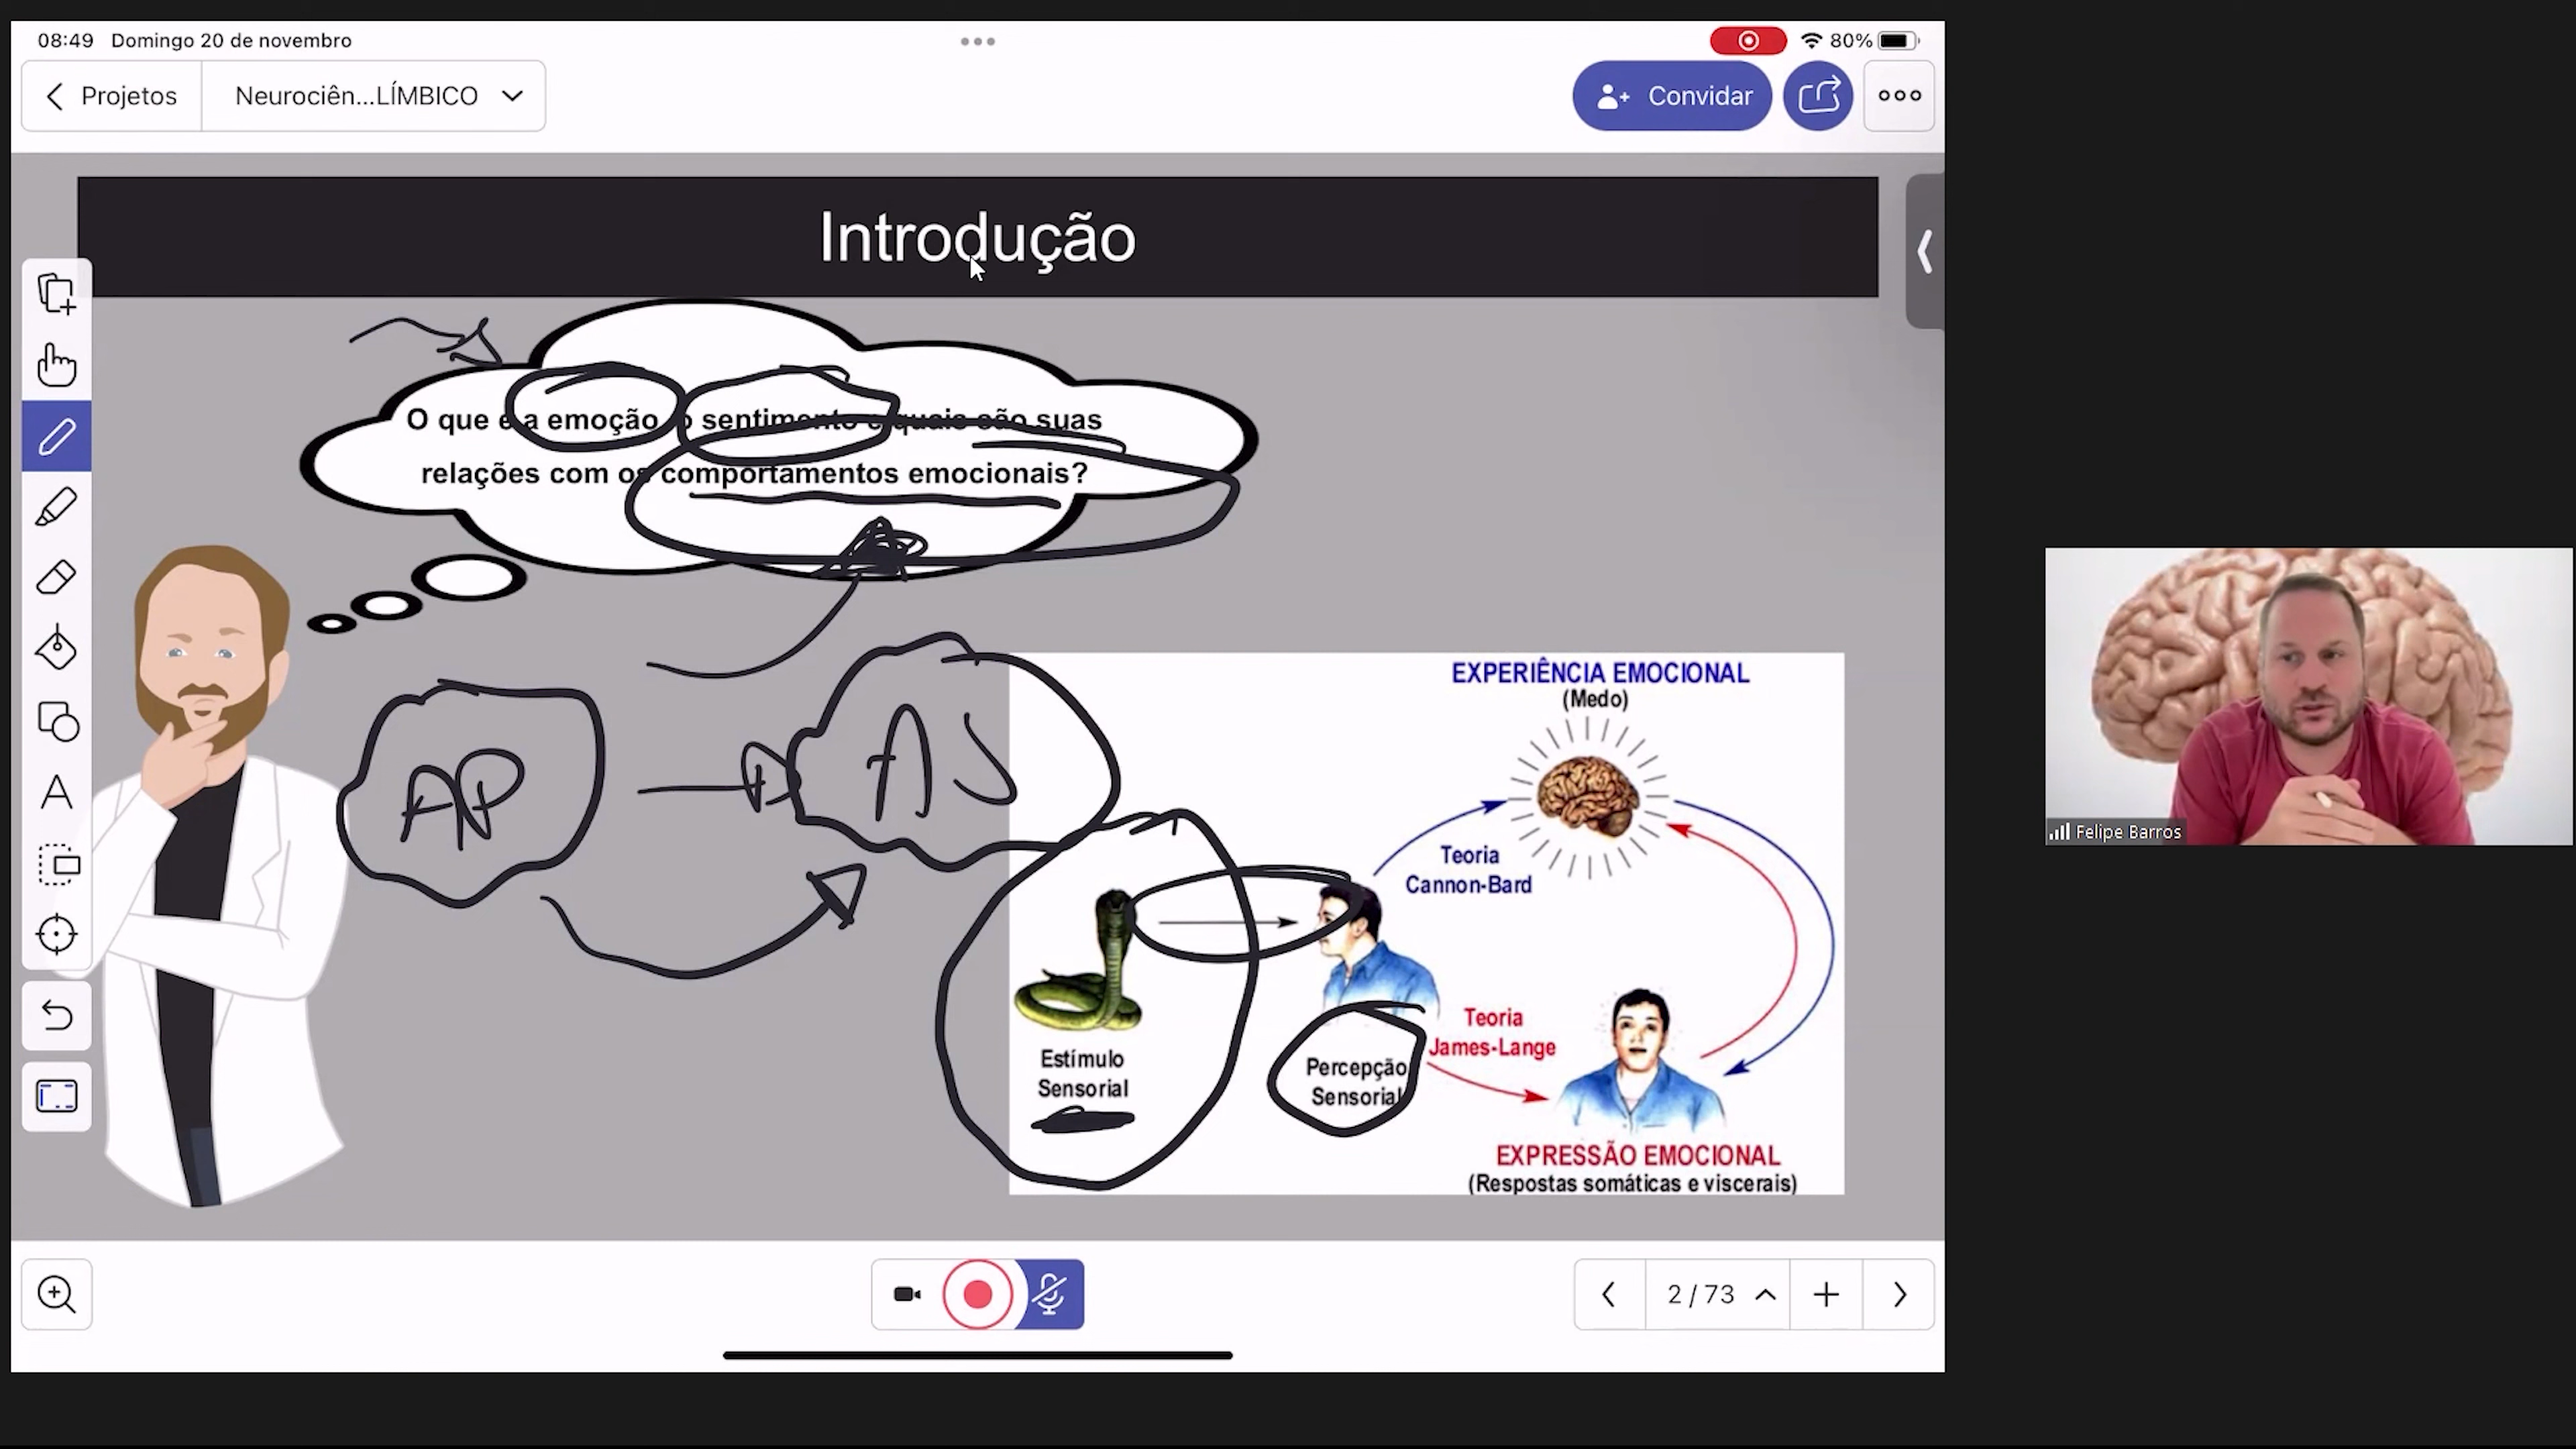 08:49 Domingo 20 de novembro
80%
Projetos
Neurociên...LÍMBICO
Convidar
Introdução
O que é a emoção o sentimento e quais são suas
relações com os comportamentos emocionais?
AP
AS
EXPERIÊNCIA EMOCIONAL
(Medo)
Teoria
Cannon-Bard
Teoria
James-Lange
Estímulo
Sensorial
Percepção
Sensorial
EXPRESSÃO EMOCIONAL
(Respostas somáticas e viscerais)
Felipe Barros
2 / 73